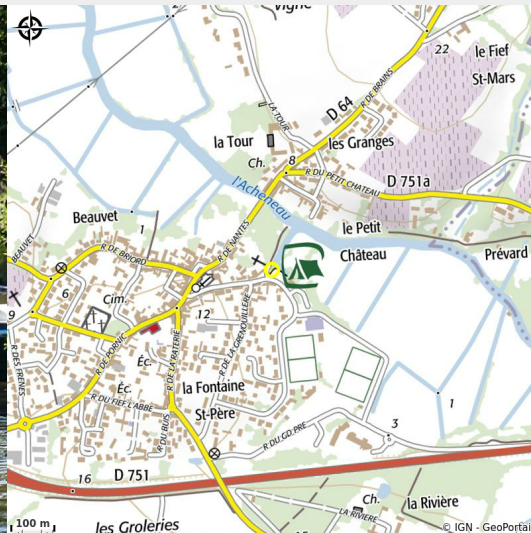 Vigne
22
le Fief
St-Mars
R DE BRAINS
D 64
LA TOUR
la Tour
les Granges
Ch.
8
R DU PETIT CHATEAU
D 751a
l'Acheneau
Beauvet
1
R DE NANTES
le Petit
Château
Prévard
BEAUVET
R DE BRIORD
6
Cim.
9
12
R DE PORNIC
R DE LA RATERIE
R DE LA GRENOUILLERE
R DES FRENES
Éc.
Éc.
la Fontaine
St-Père
R DU FIEF L'ABBE
R DU BUIS
R DU GD PRE
3
1
D 751
16
Ch.
la Rivière
LA RIVIERE
100 m
les Groleries
15
© IGN - GeoPortai